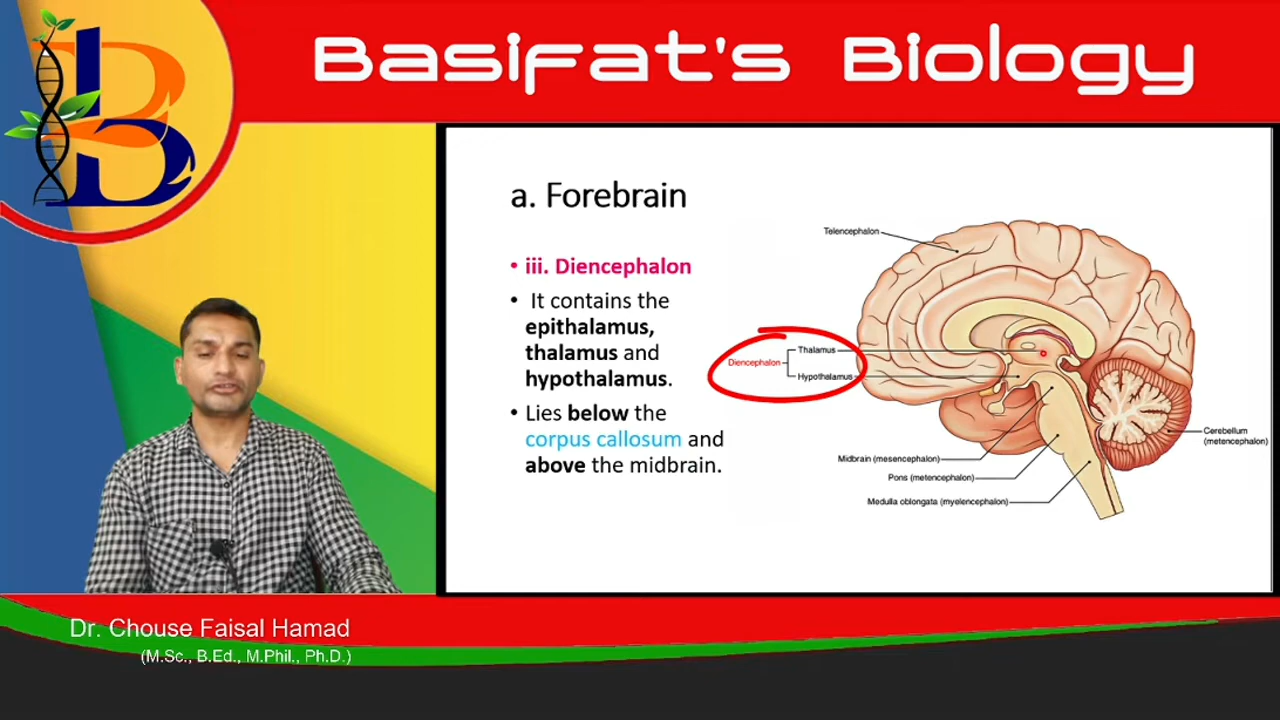 Basifat's Biology
a. Forebrain
• iii. Diencephalon
• It contains the
epithalamus,
thalamus and
hypothalamus.
• Lies below the
corpus callosum and
above the midbrain.
Telencephalon
Diencephalon
Thalamus
Hypothalamus
Midbrain (mesencephalon)
Pons (metencephalon)
Medulla oblongata (myelencephalon)
Cerebellum
(metencephalon)
Dr. Chouse Faisal Hamad
(M.Sc., B.Ed., M.Phil., Ph.D.)